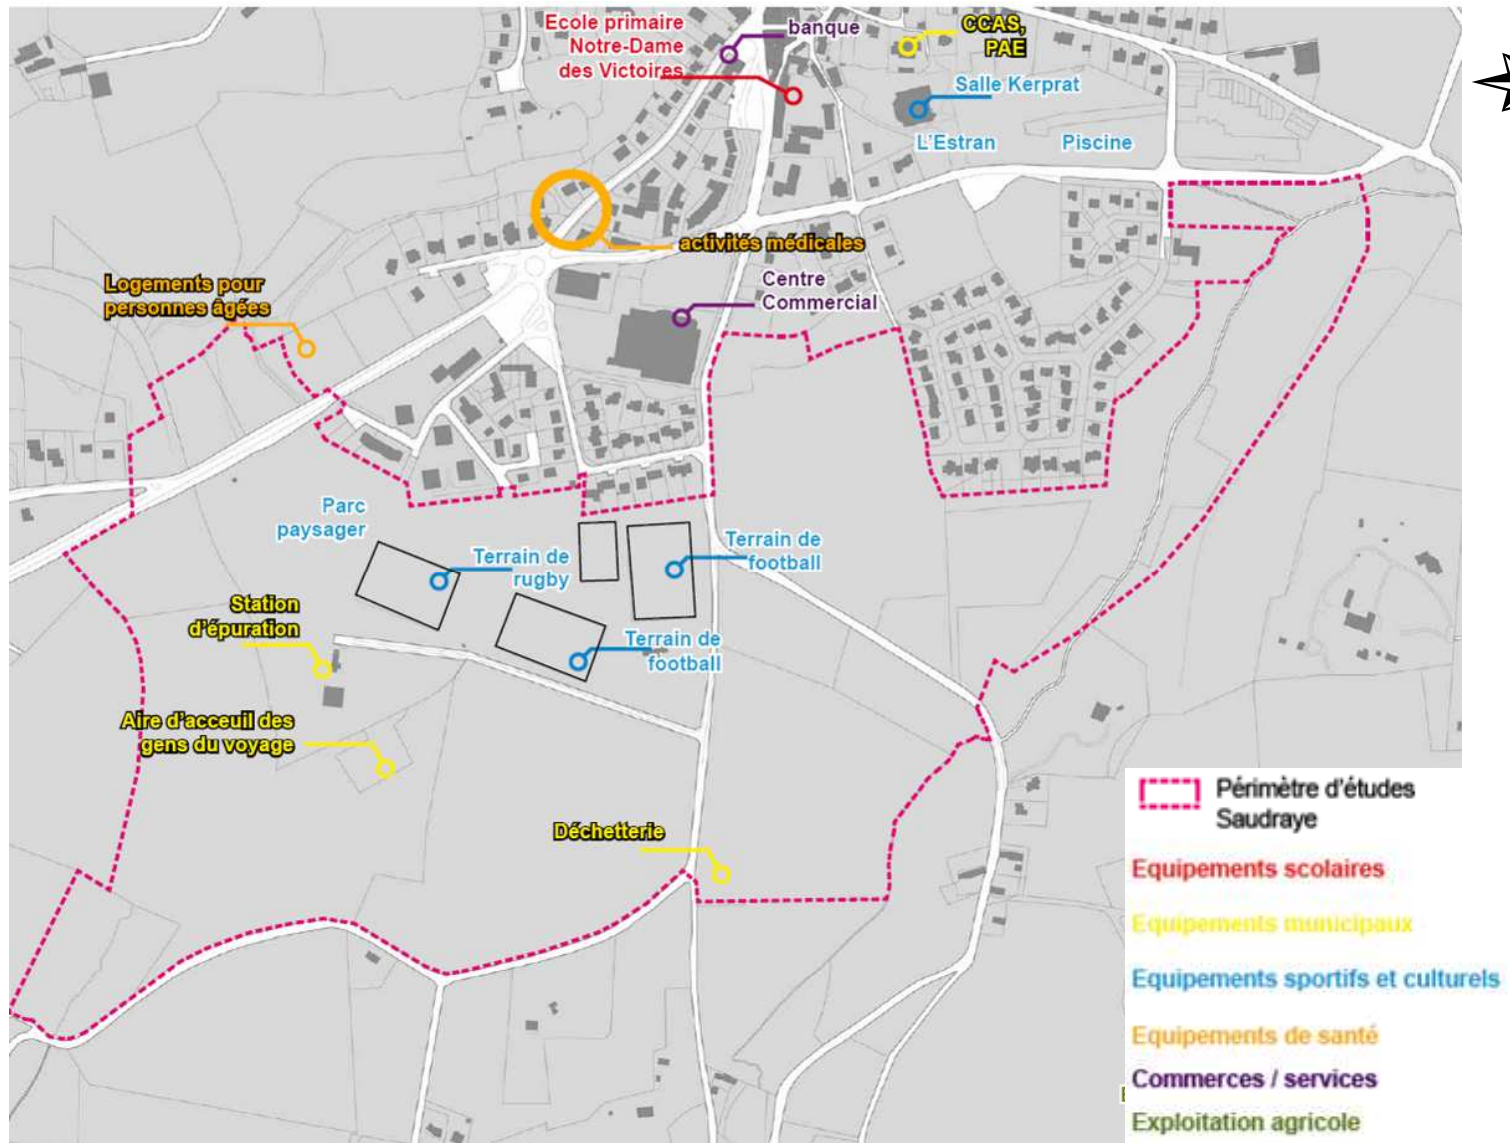 Ecole primaire
Notre-Dame
des Victoires
banque
CCAS,
PAE
Salle Kerprat
L'Estran
Piscine
activités médicales
Centre
Commercial
Logements pour
personnes âgées
Parc
paysager
Terrain de
rugby
Terrain de
football
Station
d'épuration
Terrain de
football
Aire d'acceuil des
gens du voyage
Déchetterie
Périmètre d'études
Saudraye
Equipements scolaires
Equipements municipaux
Equipements sportifs et culturels
Equipements de santé
Commerces / services
Exploitation agricole